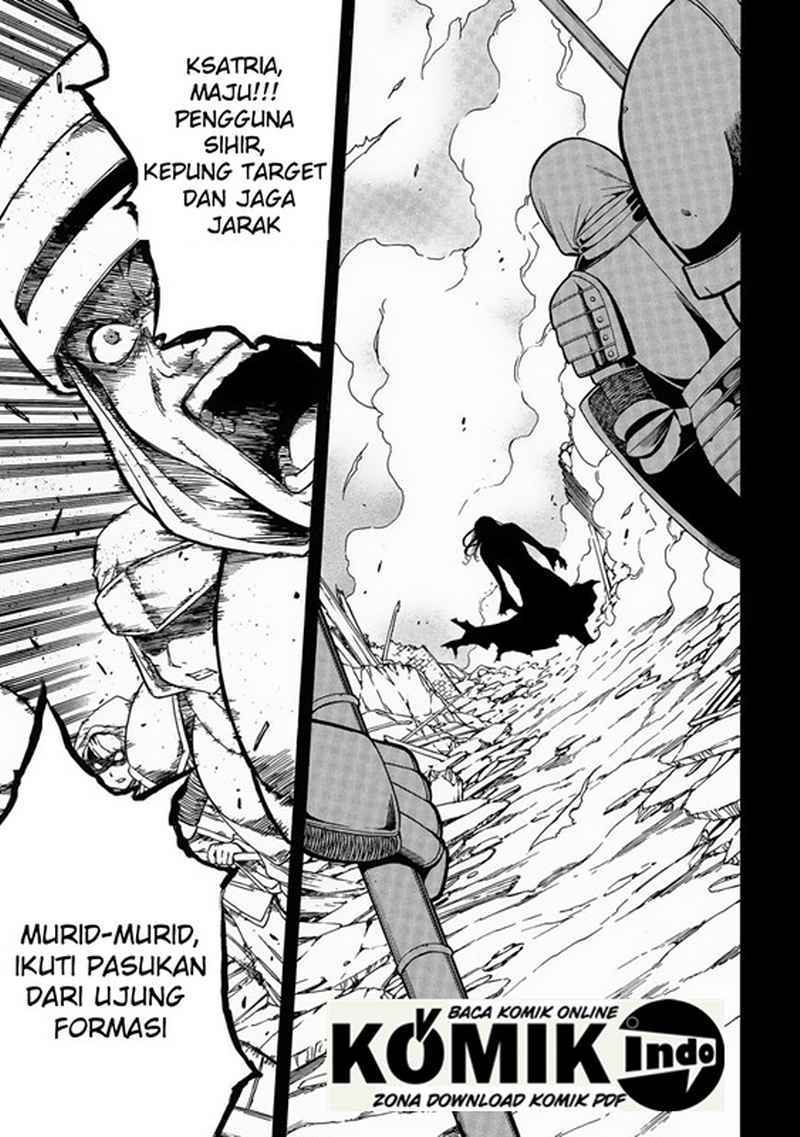 KSATRIA,
MAJU!!!
PENGGUNA
SIHIR,
KEPUNG TARGET
DAN JAGA
JARAK
MURID-MURID,
IKUTI PASUKAN
DARI UJUNG
FORMASI
BACA KOMIK ONLINE
KOMIK Indo
ZONA DOWNLOAD KOMIK PDF